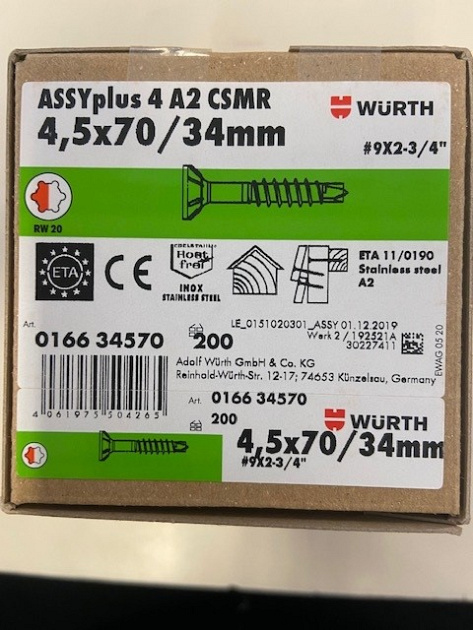 ASSYplus 4 A2 CSMR
WÜRTH
4,5x70/34mm
#9X2-3/4"
RW 20
ETA
CE
EDELSTAHL
Rost frei
INOX
STAINLESS STEEL
ETA 11/0190
Stainless steel
A2
Art.
0166 34570
200
LE_0151020301_ASSY 01.12.2019
Werk 2 / 192521A
30227411
EWAG 05 20
Adolf Würth GmbH & Co. KG
Reinhold-Würth-Str. 12-17; 74653 Künzelsau, Germany
4 061975 504265
Art. 0166 34570
200
WÜRTH
4,5x70/34mm
#9X2-3/4"